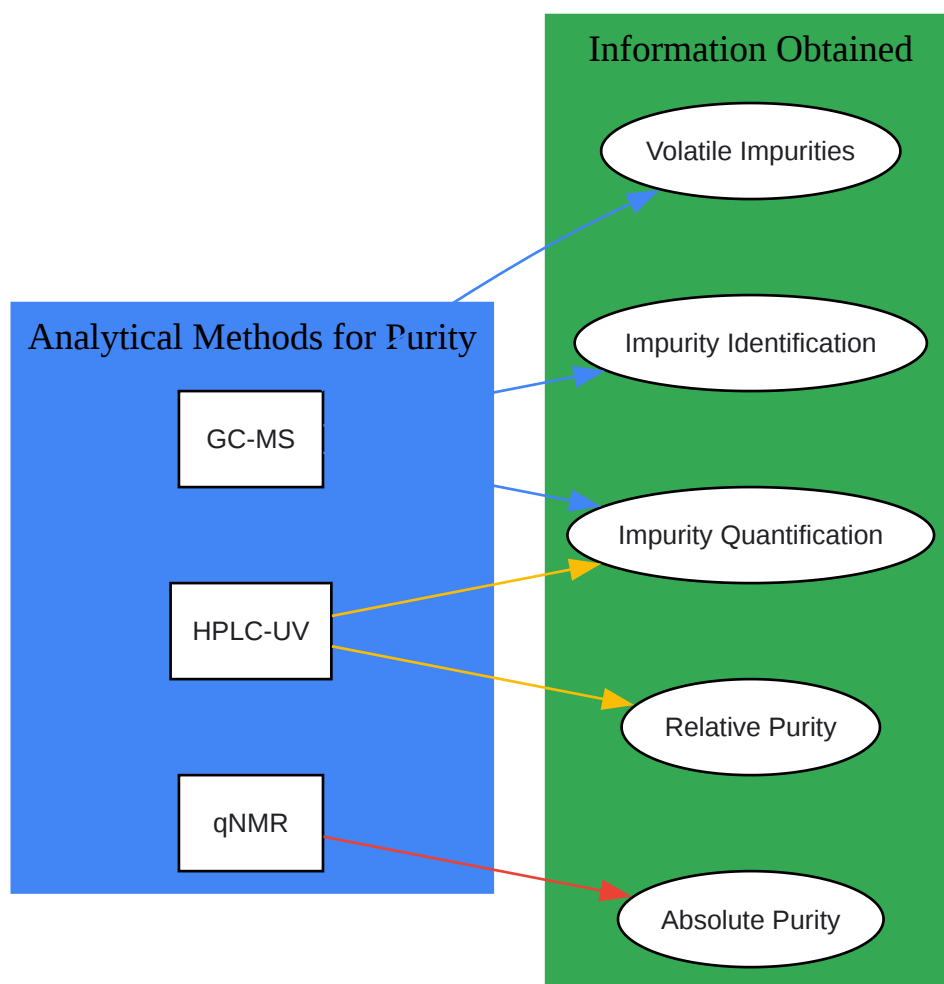 Information Obtained
Volatile Impurities
Analytical Methods for Purity
Impurity Identification
GC-MS
Impurity Quantification
HPLC-UV
Relative Purity
qNMR
Absolute Purity